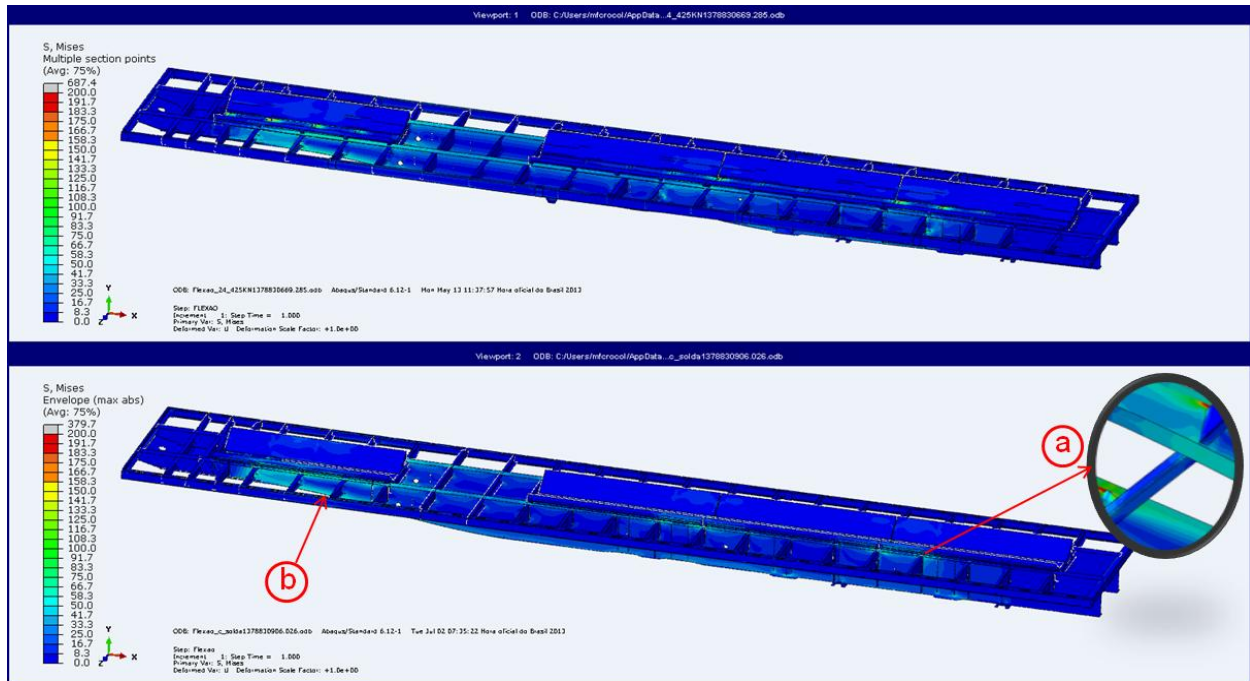 Viewport: 1 ODB: C:/Users/mfcrocol/AppData...4_425KN1378830669.285.odb
S, Mises
Multiple section points
(Avg: 75%)
687.4
200.0
191.7
183.3
175.0
166.7
158.3
150.0
141.7
133.3
125.0
116.7
108.3
100.0
91.7
83.3
75.0
66.7
58.3
50.0
41.7
33.3
25.0
16.7
8.3
0.0
Y
Z
X
ODB: Flexao_24_425KN1378830669.285.odb Abaqus/Standard 6.12-1 Mon May 13 11:37:57 Hora oficial do Brasil 2013
Step: FLEXAO
Increment 1: Step Time = 1.000
Primary Var: S, Mises
Deformed Var: U Deformation Scale Factor: +1.0e+00
Viewport: 2 ODB: C:/Users/mfcrocol/AppData...c_solda1378830906.026.odb
S, Mises
Envelope (max abs)
(Avg: 75%)
379.7
200.0
191.7
183.3
175.0
166.7
158.3
150.0
141.7
133.3
125.0
116.7
108.3
100.0
91.7
83.3
75.0
66.7
58.3
50.0
41.7
33.3
25.0
16.7
8.3
0.0
a
b
Y
Z
X
ODB: Flexao_c_solda1378830906.026.odb Abaqus/Standard 6.12-1 Tue Jul 02 07:35:22 Hora oficial do Brasil 2013
Step: Flexao
Increment 1: Step Time = 1.000
Primary Var: S, Mises
Deformed Var: U Deformation Scale Factor: +1.0e+00